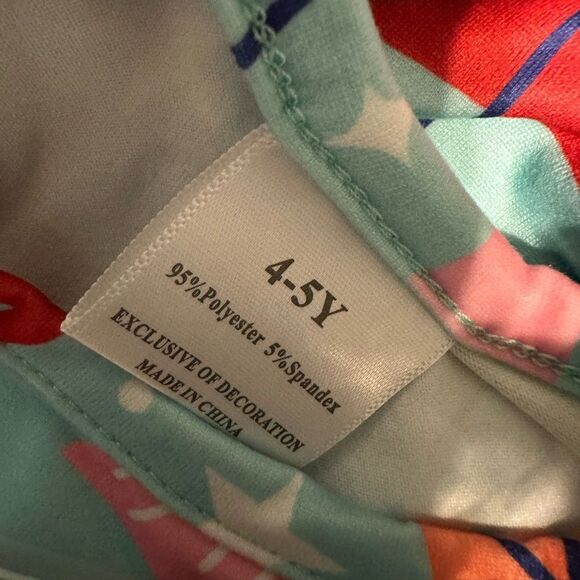 4-5Y
95%Polyester 5%Spandex
EXCLUSIVE OF DECORATION
MADE IN CHINA